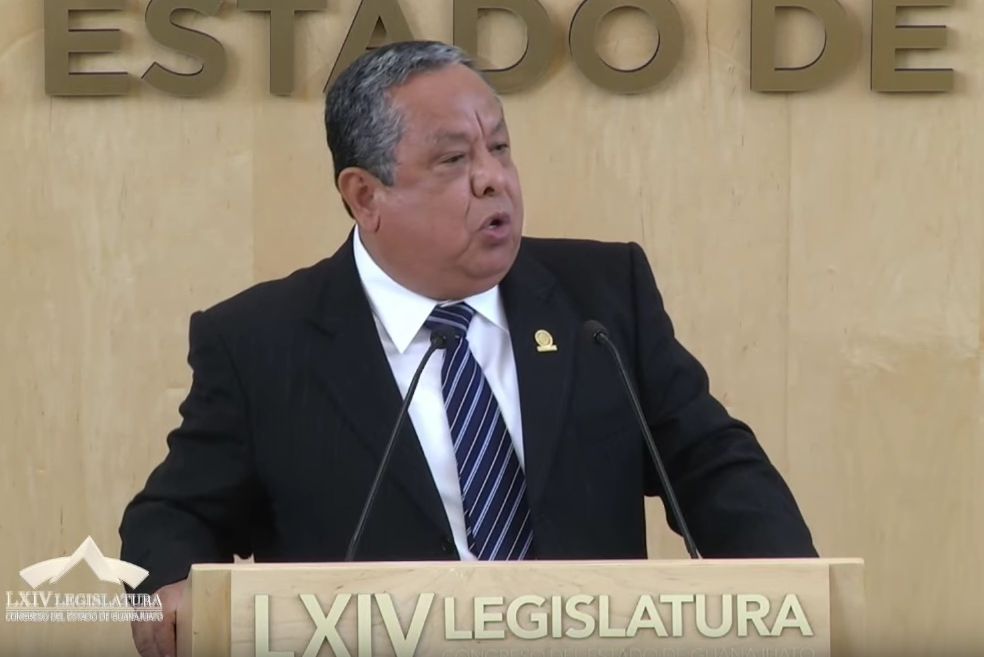 ESTADO DE
LXIV LEGISLATURA
CONGRESO DEL ESTADO DE GUANAJUATO
LXIV LEGISLATURA
CONGRESO DEL ESTADO DE GUANAJUATO